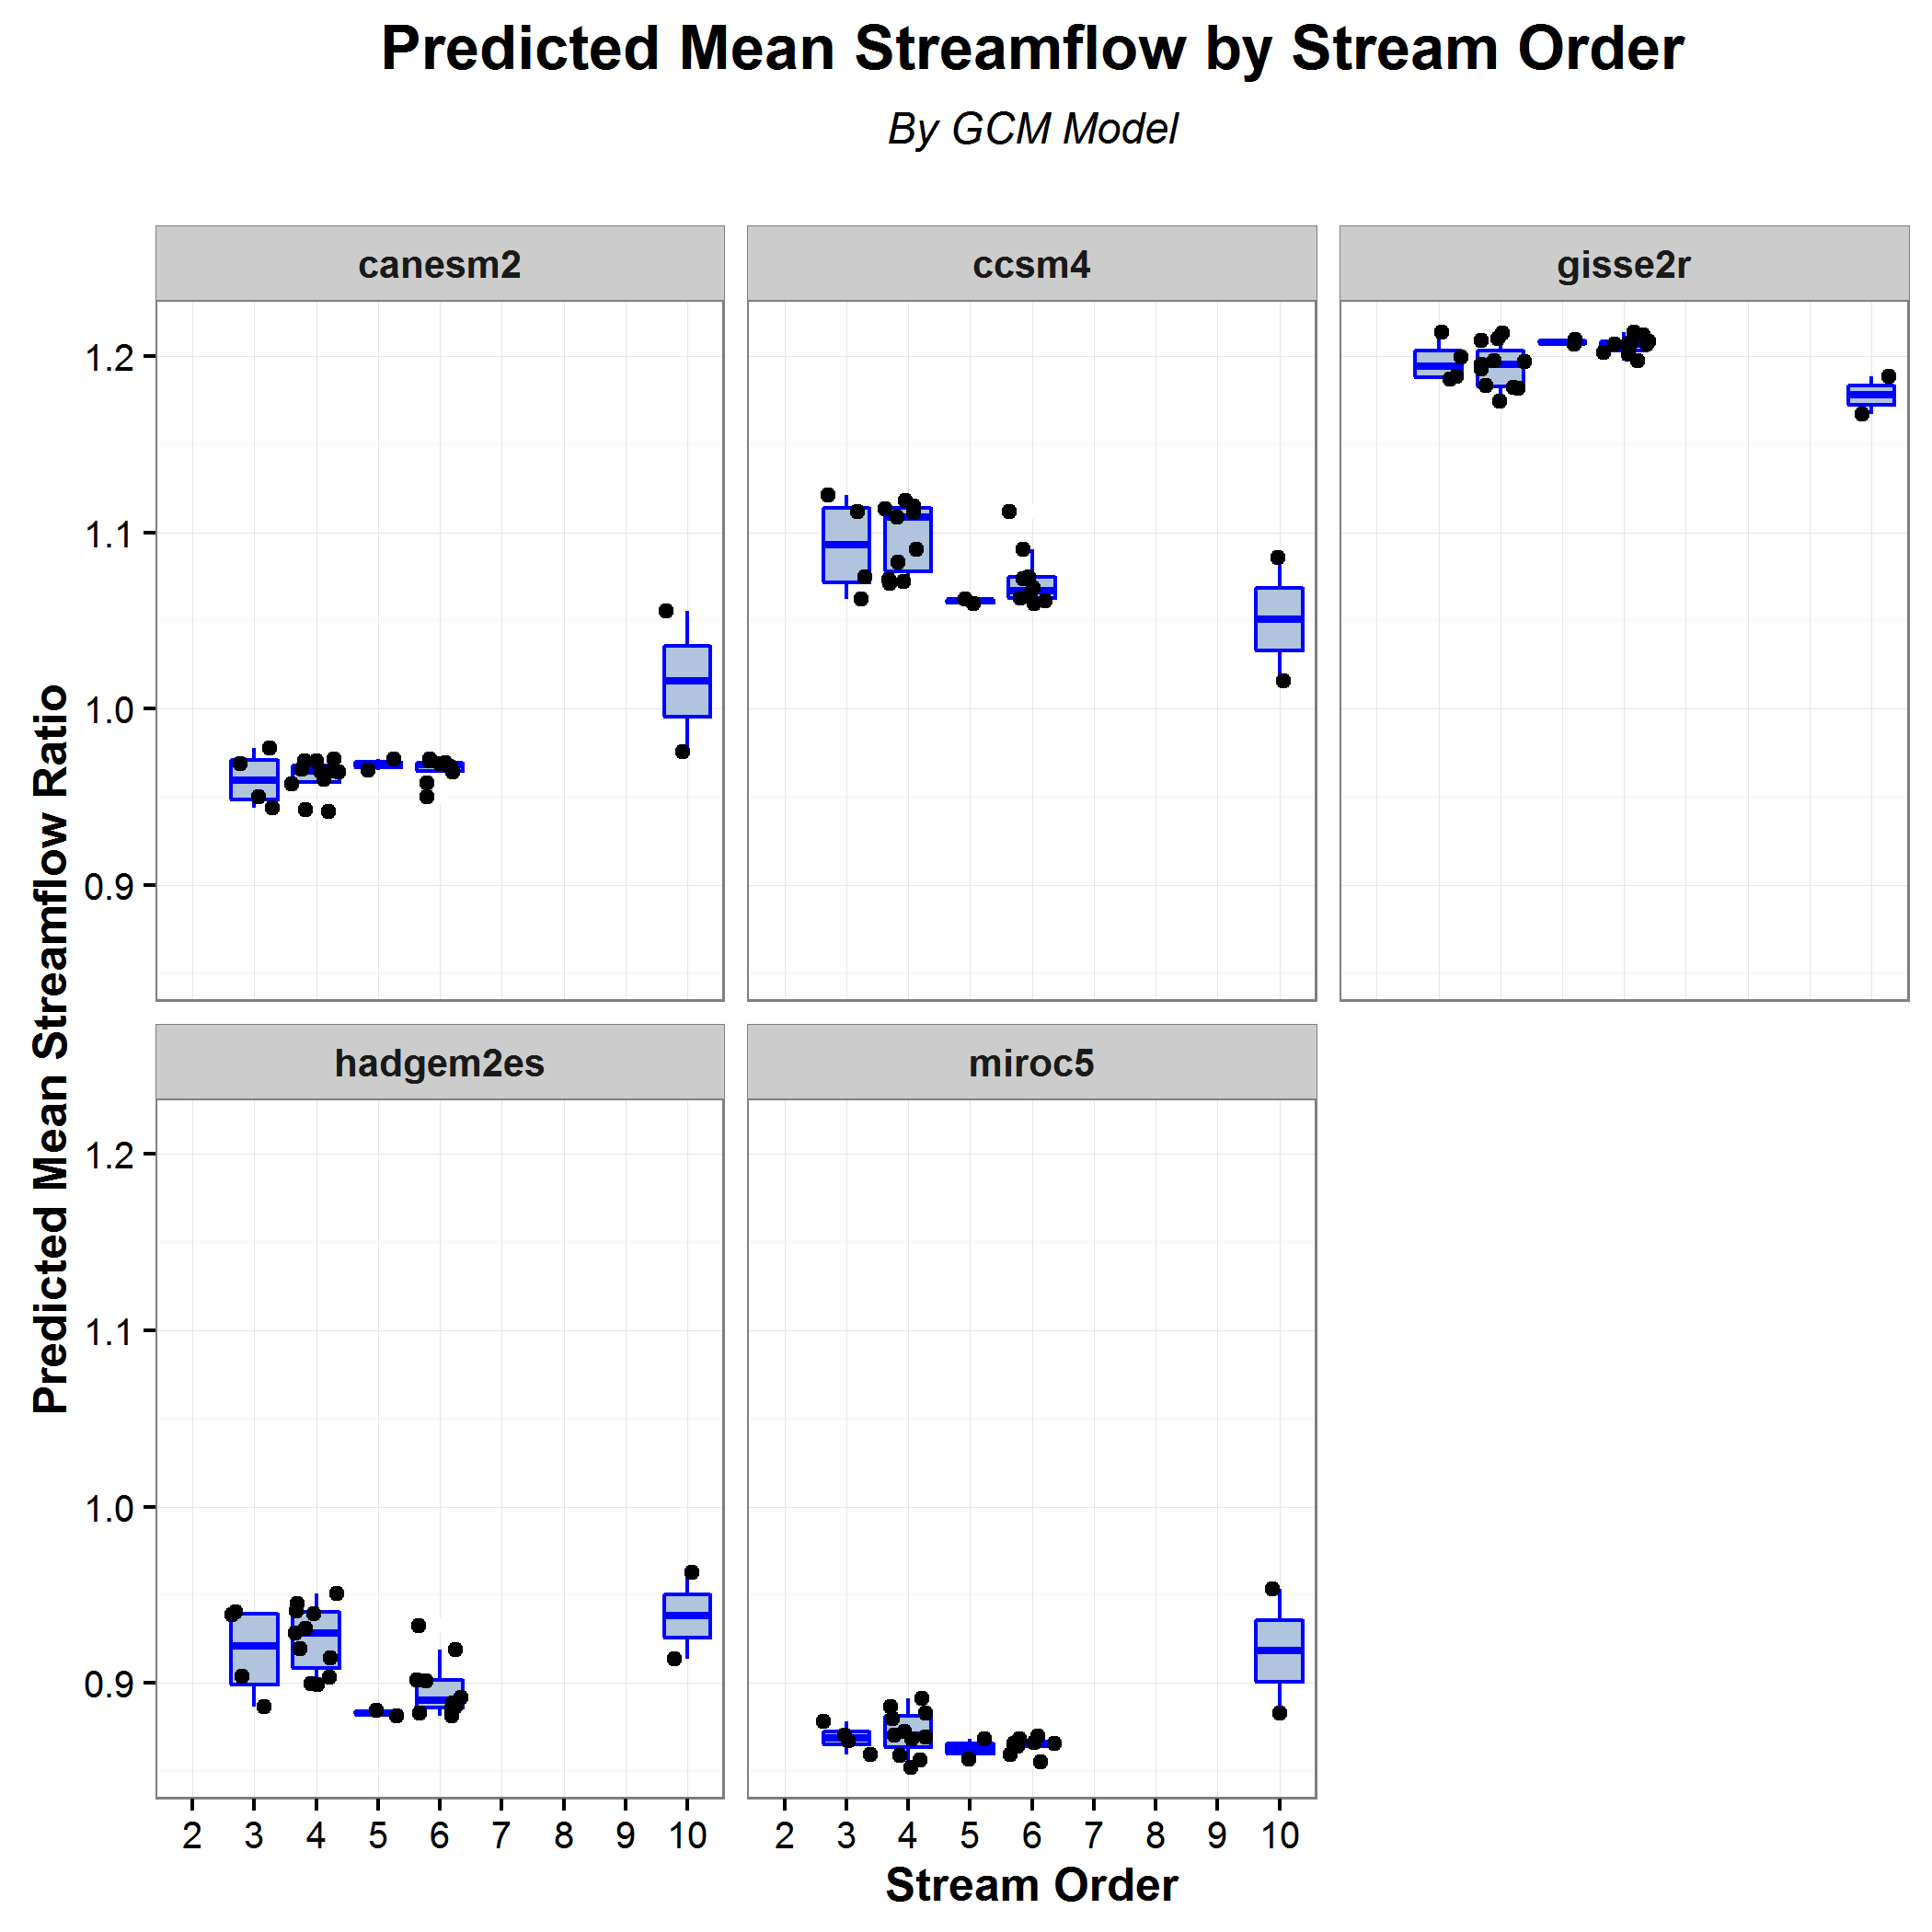 Predicted Mean Streamflow by Stream Order
By GCM Model
canesm2
ccsm4
gisse2r
1.2
1.1
1.0
0.9
Predicted Mean Streamflow Ratio
hadgem2es
miroc5
1.2
1.1
1.0
0.9
2 3 4 5 6 7 8 9 10
2 3 4 5 6 7 8 9 10
Stream Order